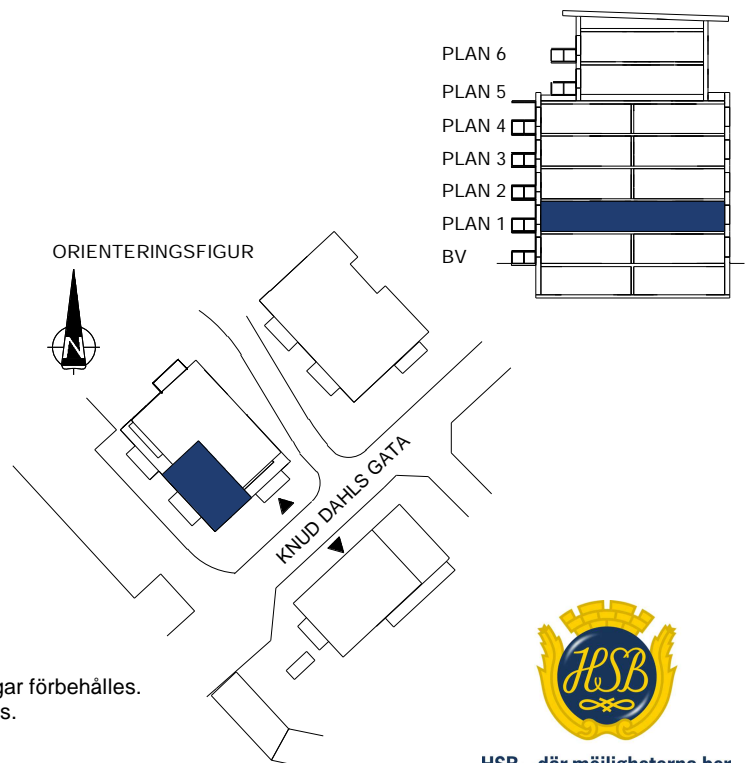 PLAN 6
PLAN 5
PLAN 4
PLAN 3
PLAN 2
PLAN 1
BV
ORIENTERINGSFIGUR
N
KNUD DAHLS GATA
gar förbehålles.
s.
HSB